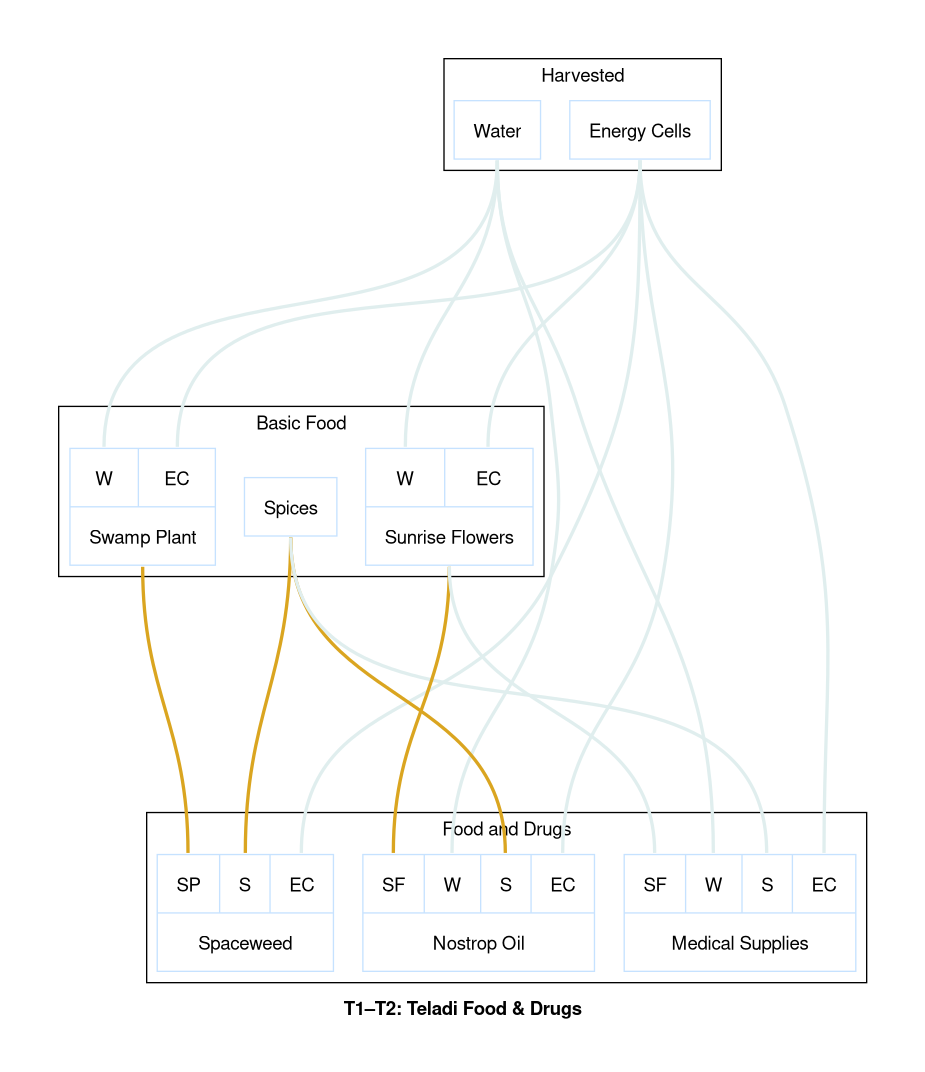 Harvested
Water
Energy Cells
Basic Food
W
EC
Swamp Plant
Spices
W
EC
Sunrise Flowers
Food and Drugs
SP
S
EC
Spaceweed
SF
W
S
EC
Nostrop Oil
SF
W
S
EC
Medical Supplies
T1–T2: Teladi Food & Drugs